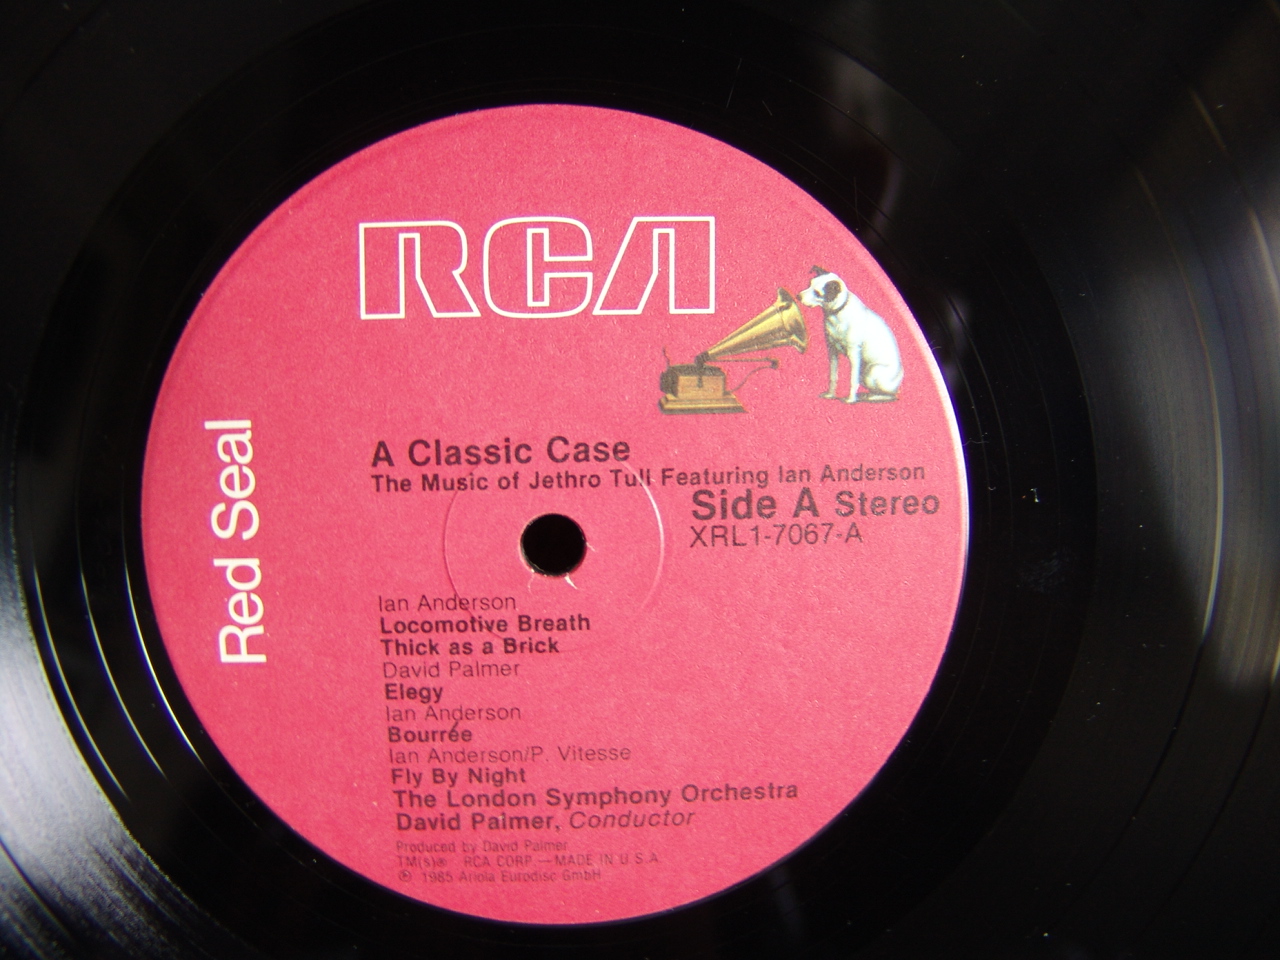 RCA
Red Seal
A Classic Case
The Music of Jethro Tull Featuring Ian Anderson
Side A Stereo
XRL1-7067-A
Ian Anderson
Locomotive Breath
Thick as a Brick
David Palmer
Elegy
Ian Anderson
Bourrée
Ian Anderson/P. Vitesse
Fly By Night
The London Symphony Orchestra
David Palmer, Conductor
Produced by David Palmer
TM(s)® RCA CORP — MADE IN U.S.A.
℗ 1985 Ariola Eurodisc GmbH